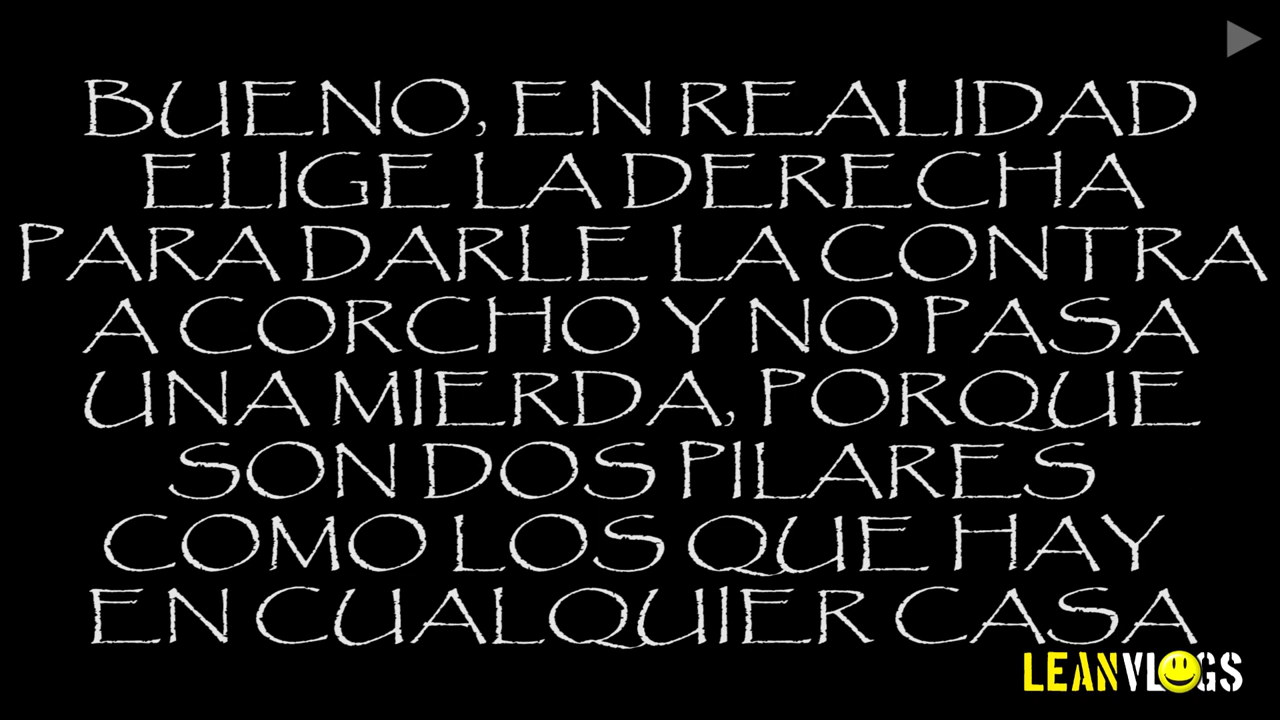 BUENO, EN REALIDAD
ELIGE LA DERECHA
PARA DARLE LA CONTRA
A CORCHO Y NO PASA
UNA MIERDA, PORQUE
SON DOS PILARES
COMO LOS QUE HAY
EN CUALQUIER CASA
LEANVLOGS